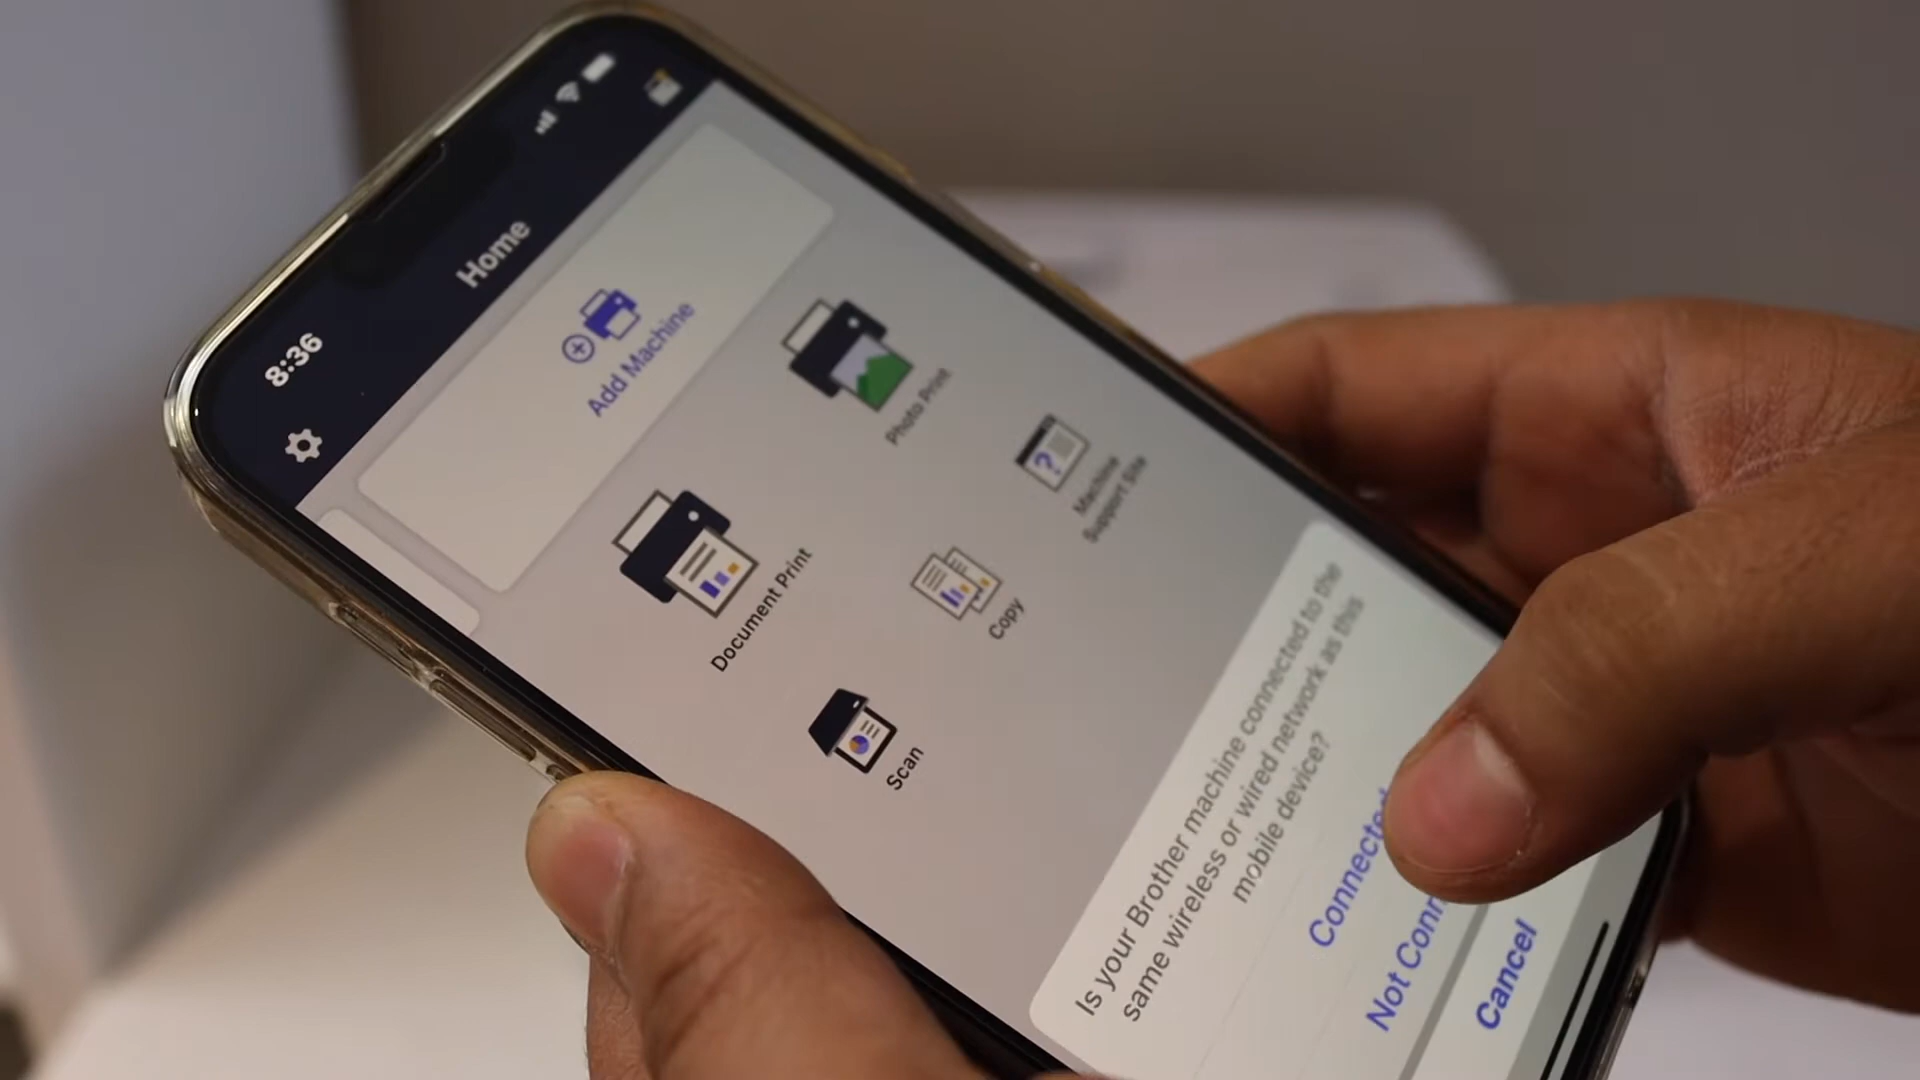 8:36
Home
Add Machine
Document Print
Photo Print
Scan
Copy
Machine
Support Site
Is your Brother machine connected to the
same wireless or wired network as this
mobile device?
Connected
Not Conn
Cancel